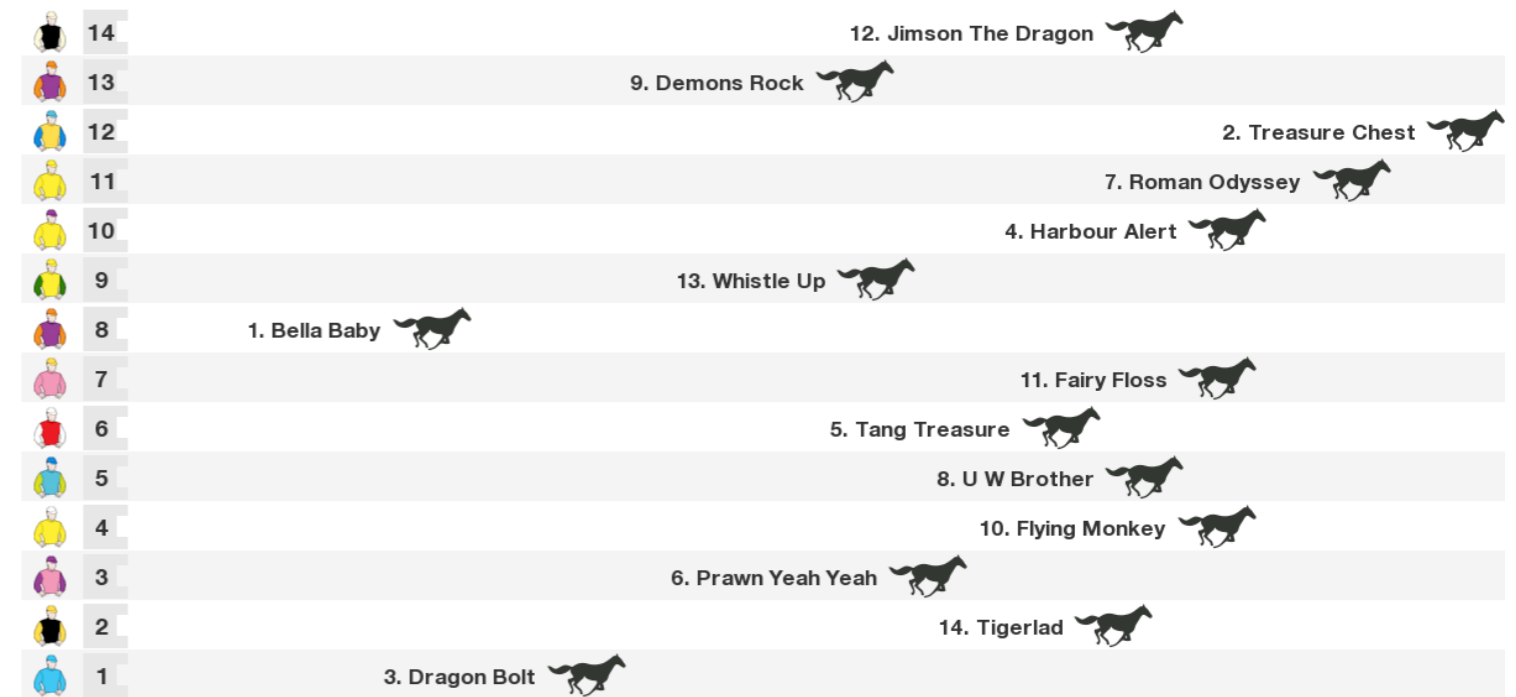 14 12. Jimson The Dragon
13 9. Demons Rock
12 2. Treasure Chest
11 7. Roman Odyssey
10 4. Harbour Alert
9 13. Whistle Up
8 1. Bella Baby
7 11. Fairy Floss
6 5. Tang Treasure
5 8. U W Brother
4 10. Flying Monkey
3 6. Prawn Yeah Yeah
2 14. Tigerlad
1 3. Dragon Bolt